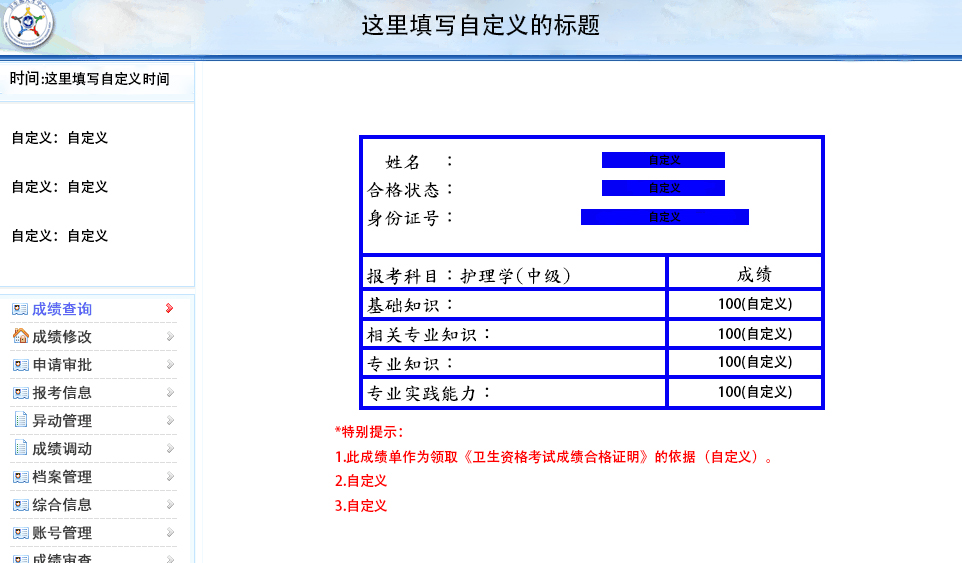 这里填写自定义的标题
时间:这里填写自定义时间
自定义：自定义
自定义：自定义
自定义：自定义
成绩查询
成绩修改
申请审批
报考信息
异动管理
成绩调动
档案管理
综合信息
账号管理
成绩审查
姓名 ： 自定义
合格状态： 自定义
身份证号： 自定义
报考科目：护理学(中级) 成绩
基础知识： 100(自定义)
相关专业知识： 100(自定义)
专业知识： 100(自定义)
专业实践能力： 100(自定义)
*特别提示：
1.此成绩单作为领取《卫生资格考试成绩合格证明》的依据（自定义）。
2.自定义
3.自定义